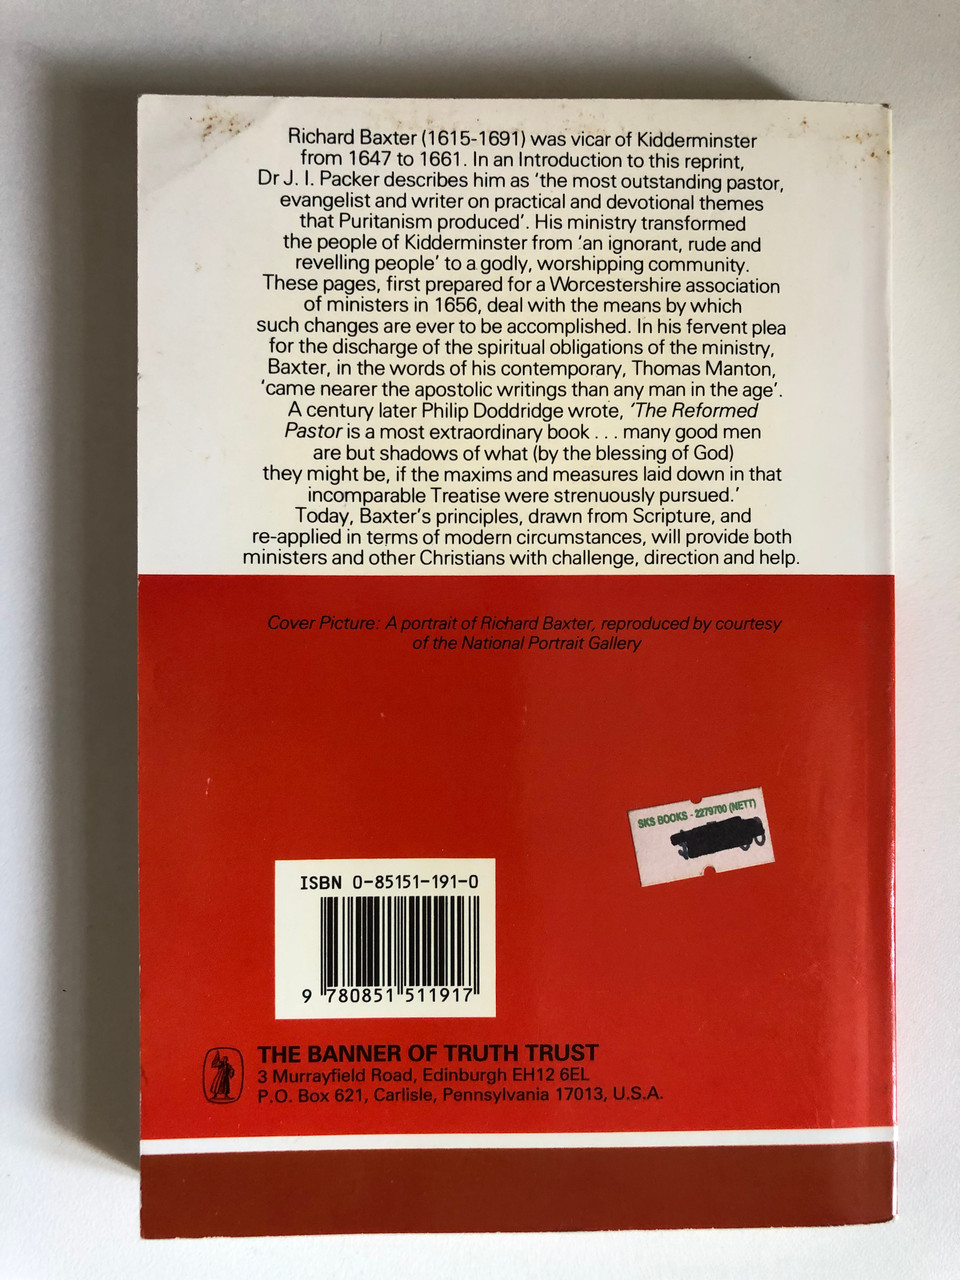 Richard Baxter (1615-1691) was vicar of Kidderminster
from 1647 to 1661. In an Introduction to this reprint,
Dr J. I. Packer describes him as ‘the most outstanding pastor,
evangelist and writer on practical and devotional themes
that Puritanism produced’. His ministry transformed
the people of Kidderminster from ‘an ignorant, rude and
revelling people’ to a godly, worshipping community.
These pages, first prepared for a Worcestershire association
of ministers in 1656, deal with the means by which
such changes are ever to be accomplished. In his fervent plea
for the discharge of the spiritual obligations of the ministry,
Baxter, in the words of his contemporary, Thomas Manton,
‘came nearer the apostolic writings than any man in the age’.
A century later Philip Doddridge wrote, ‘The Reformed
Pastor is a most extraordinary book . . . many good men
are but shadows of what (by the blessing of God)
they might be, if the maxims and measures laid down in that
incomparable Treatise were strenuously pursued.’
Today, Baxter’s principles, drawn from Scripture, and
re-applied in terms of modern circumstances, will provide both
ministers and other Christians with challenge, direction and help.
Cover Picture: A portrait of Richard Baxter, reproduced by courtesy
of the National Portrait Gallery
SKS BOOKS - 2279700 (NETT)
ISBN 0-85151-191-0
9 780851 511917
THE BANNER OF TRUTH TRUST
3 Murrayfield Road, Edinburgh EH12 6EL
P.O. Box 621, Carlisle, Pennsylvania 17013, U.S.A.